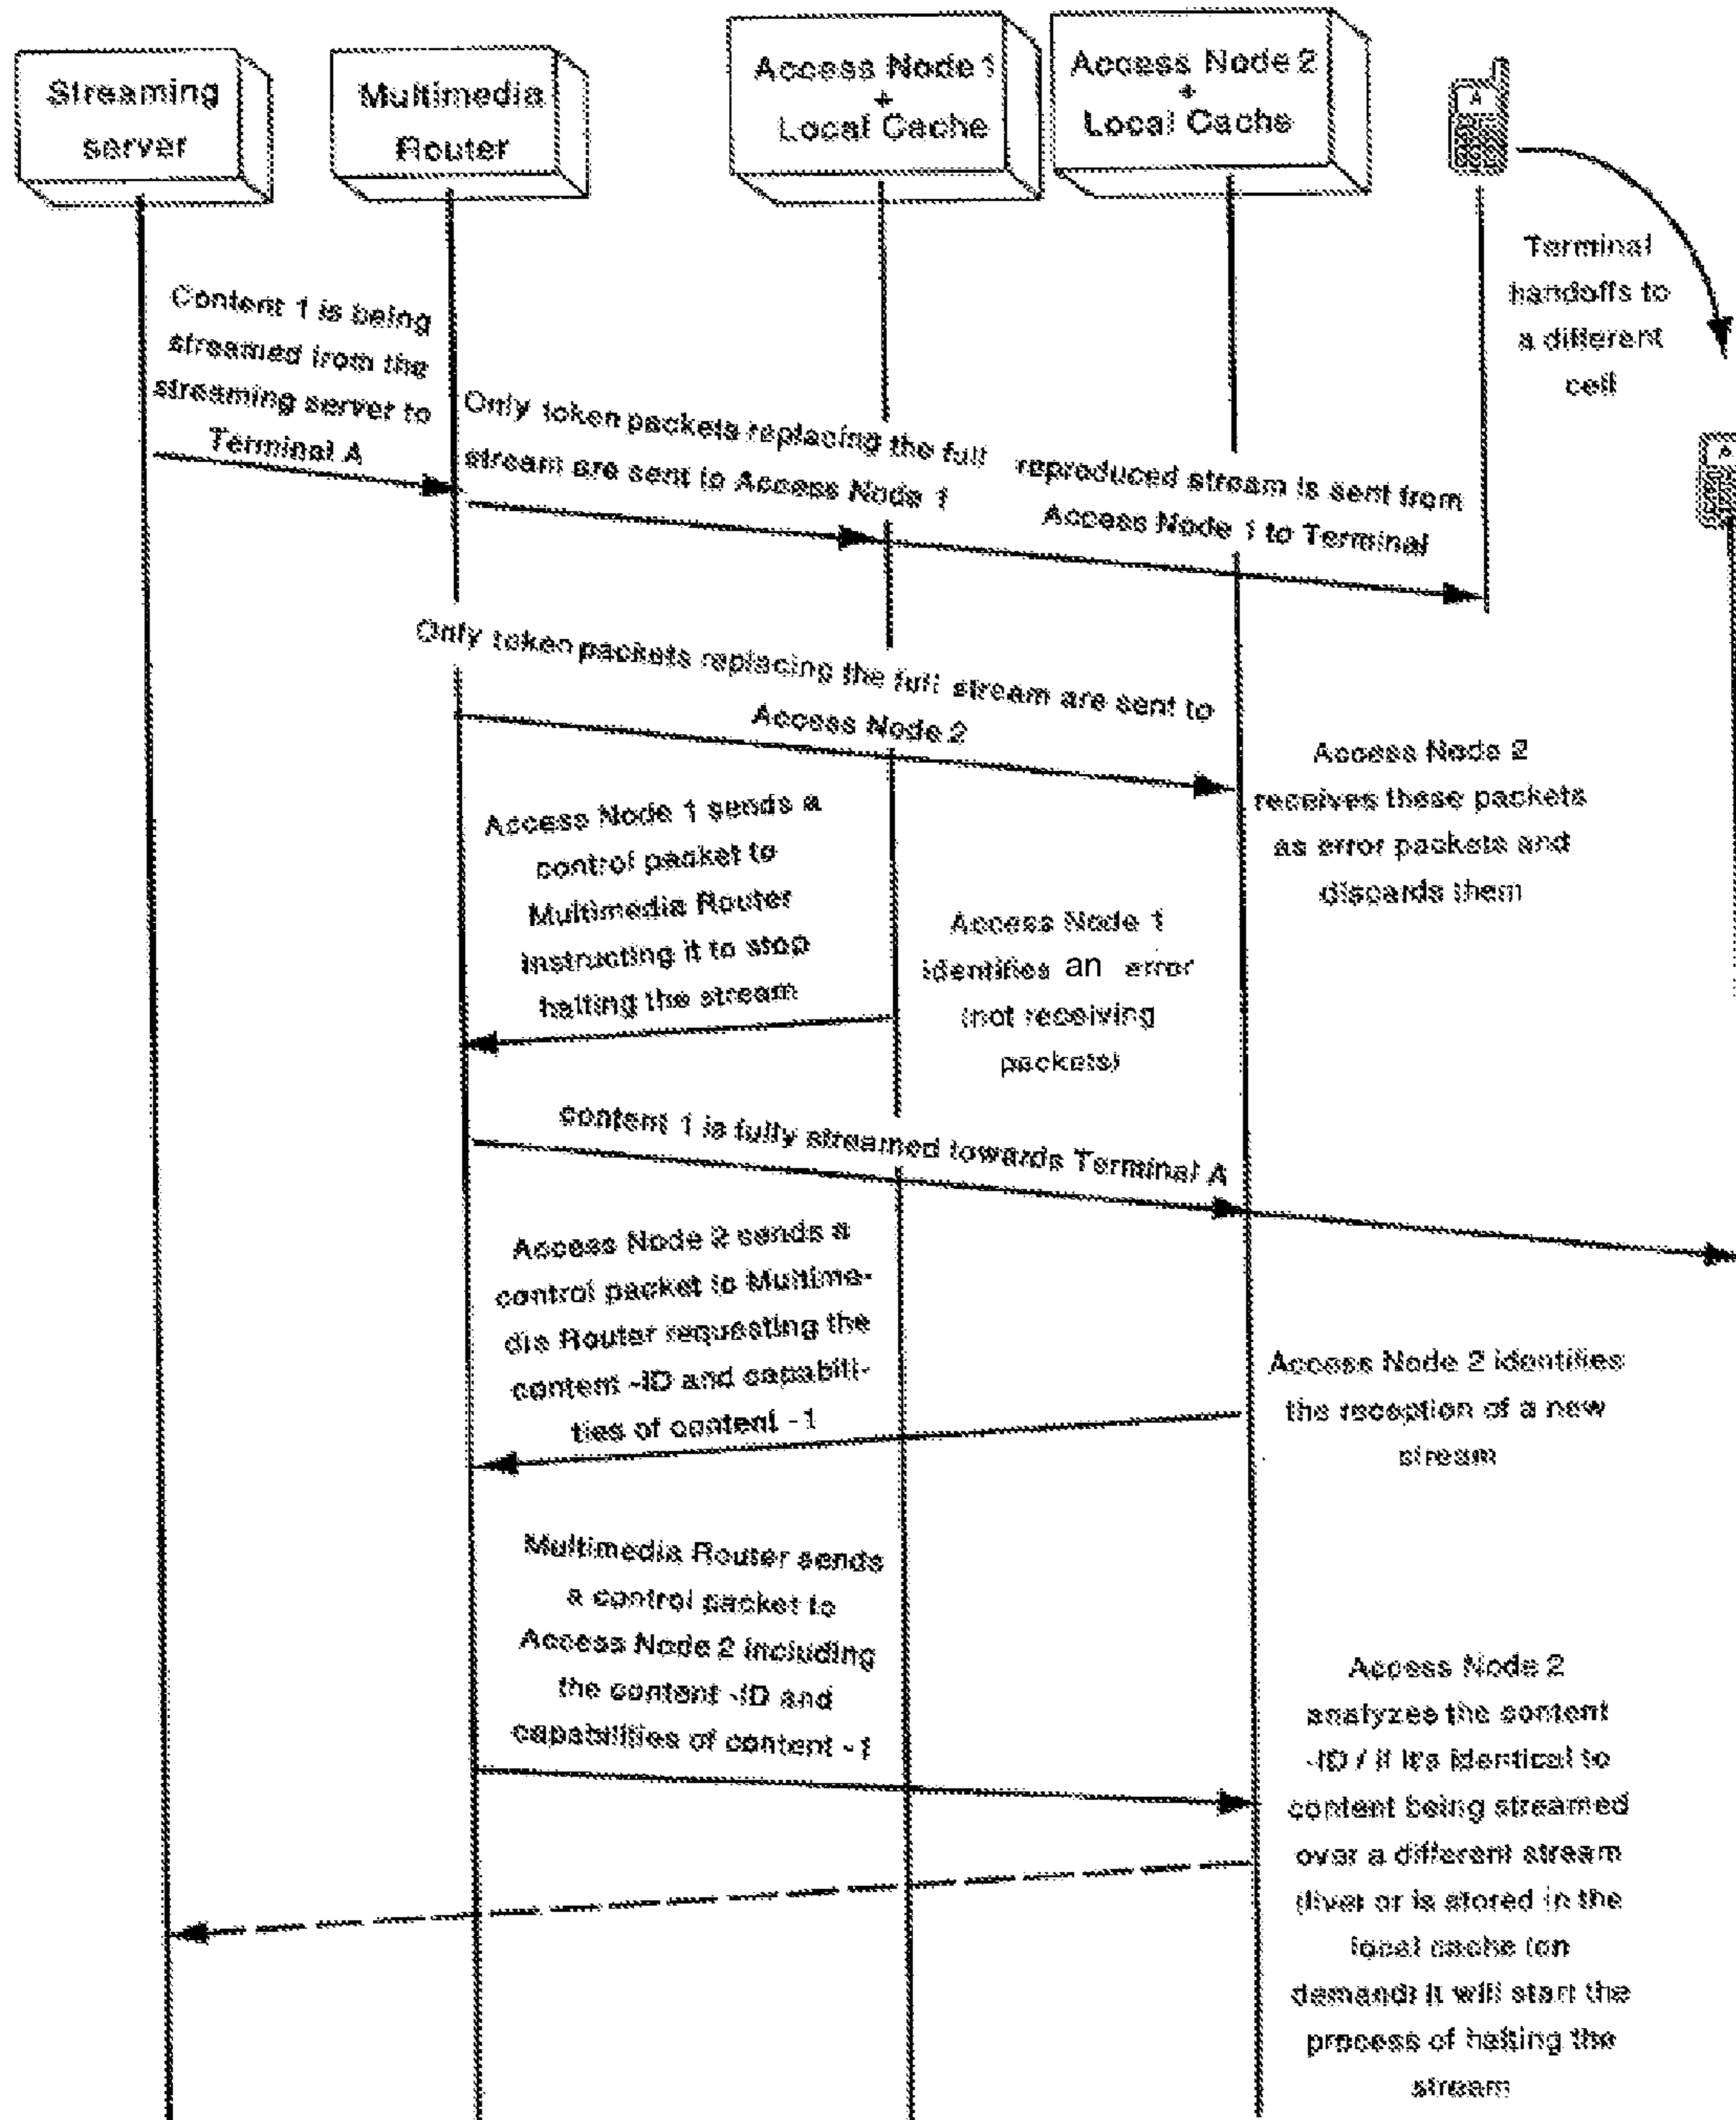 Streaming
server
Multimedia
Router
Access Node 1
+
Local Cache
Access Node 2
+
Local Cache
A
Terminal
handoffs to
a different
cell
A
Content 1 is being
streamed from the
streaming server to
Terminal A
Only token packets replacing the full
stream are sent to Access Node 1
reproduced stream is sent from
Access Node 1 to Terminal
Only token packets replacing the full stream are sent to
Access Node 2
Access Node 2
receives these packets
as error packets and
discards them
Access Node 1 sends a
control packet to
Multimedia Router
instructing it to stop
halting the stream
Access Node 1
identifies an error
(not receiving
packets)
content 1 is fully streamed towards Terminal A
Access Node 2 sends a
control packet to Multime-
dia Router requesting the
content -ID and capabili-
ties of content -1
Access Node 2 identifies
the reception of a new
stream
Multimedia Router sends
a control packet to
Access Node 2 including
the content -ID and
capabilities of content -1
Access Node 2
analyzes the content
-ID / if it's identical to
content being streamed
over a different stream
(live) or is stored in the
local cache (on
demand) it will start the
process of halting the
stream